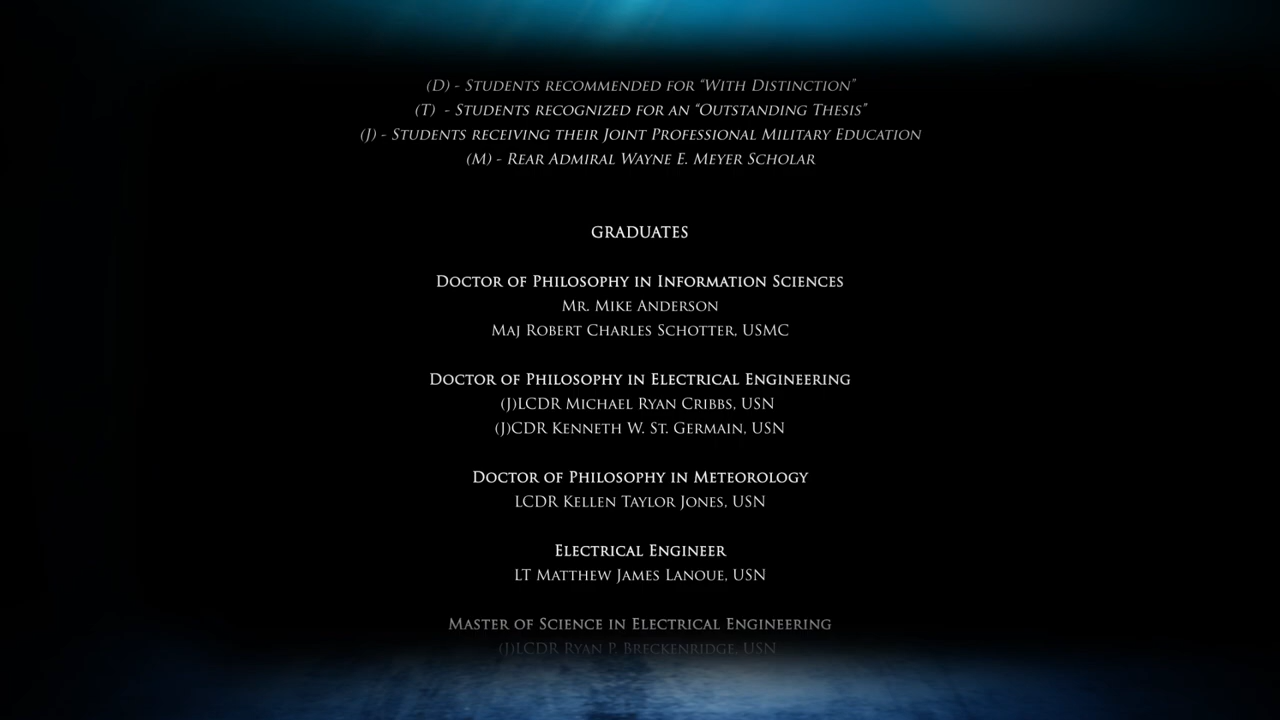 (D) - Students recommended for “With Distinction”
(T) - Students recognized for an “Outstanding Thesis”
(J) - Students receiving their Joint Professional Military Education
(M) - Rear Admiral Wayne E. Meyer Scholar
GRADUATES
Doctor of Philosophy in Information Sciences
Mr. Mike Anderson
Maj Robert Charles Schotter, USMC
Doctor of Philosophy in Electrical Engineering
(J)LCDR Michael Ryan Cribbs, USN
(J)CDR Kenneth W. St. Germain, USN
Doctor of Philosophy in Meteorology
LCDR Kellen Taylor Jones, USN
Electrical Engineer
LT Matthew James Lanoue, USN
Master of Science in Electrical Engineering
(J)LCDR Ryan P. Breckenridge, USN